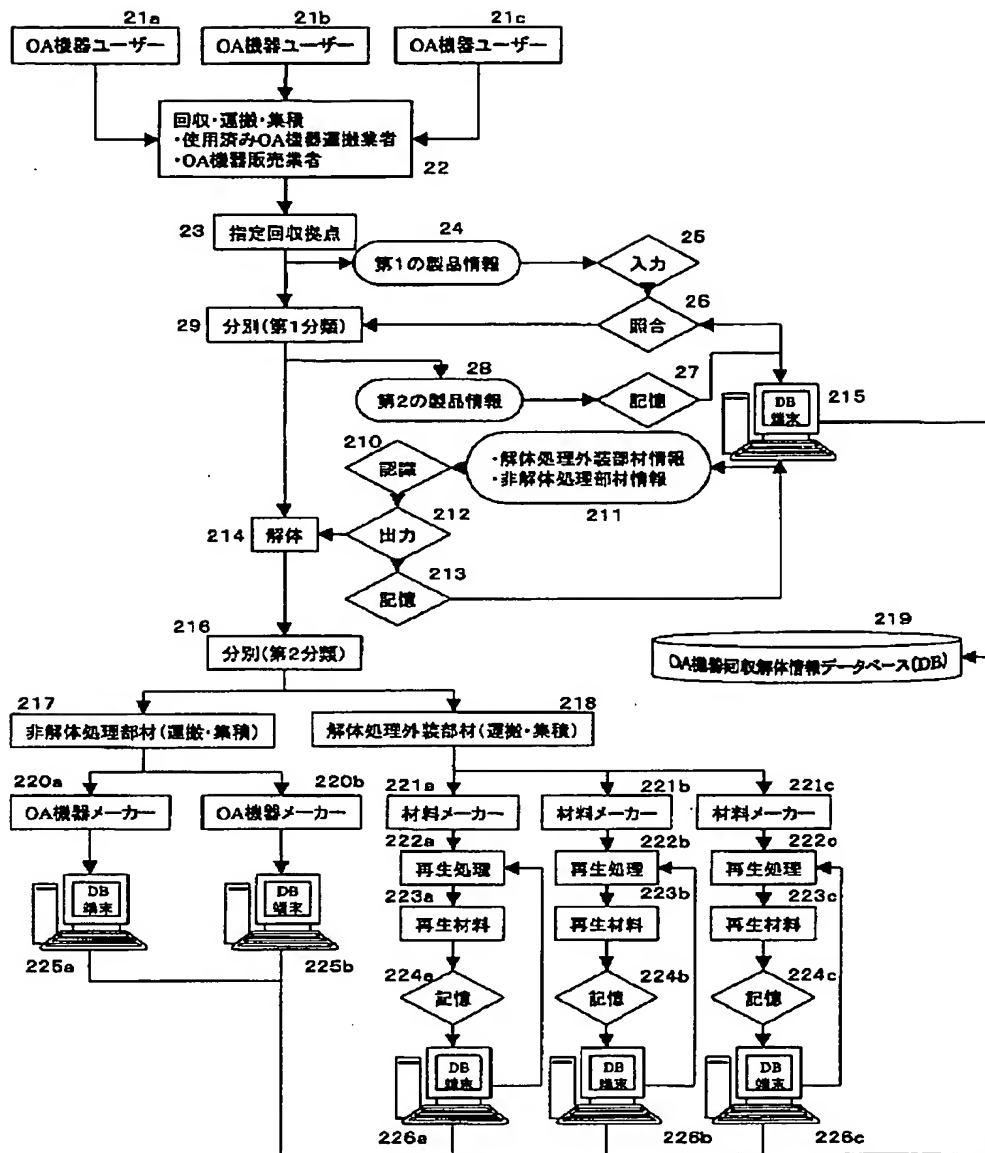 21a
21b
21c
OA機器ユーザー
OA機器ユーザー
OA機器ユーザー
回収・運搬・集積
・使用済みOA機器運搬業者
・OA機器販売業者
22
23
指定回収拠点
24
第1の製品情報
25
入力
26
照合
29
分別(第1分類)
28
第2の製品情報
27
記憶
DB
端末
215
210
認識
・解体処理外装部材情報
・非解体処理部材情報
211
212
出力
214
解体
213
記憶
216
分別(第2分類)
219
OA機器回収解体情報データベース(DB)
217
非解体処理部材(運搬・集積)
218
解体処理外装部材(運搬・集積)
220a
OA機器メーカー
220b
OA機器メーカー
221a
材料メーカー
221b
材料メーカー
221c
材料メーカー
222a
再生処理
222b
再生処理
222c
再生処理
223a
再生材料
223b
再生材料
223c
再生材料
DB
端末
225a
DB
端末
225b
224a
記憶
224b
記憶
224c
記憶
DB
端末
226a
DB
端末
226b
DB
端末
226c